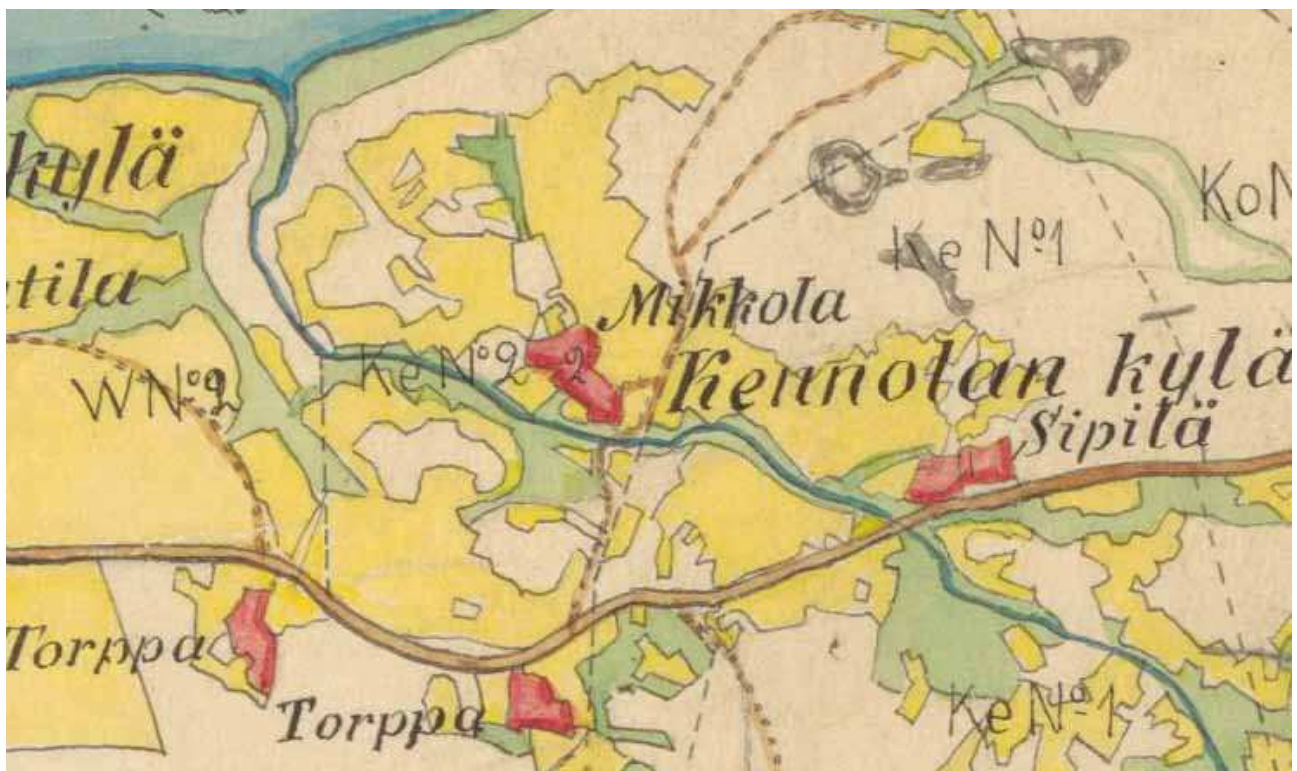 kylä
KoN
Ke Nº1
tila
Mikkola
Ke Nº2 2
WNº2
Kennolan kylä
Sipilä
Torppa
Torppa
Ke Nº1